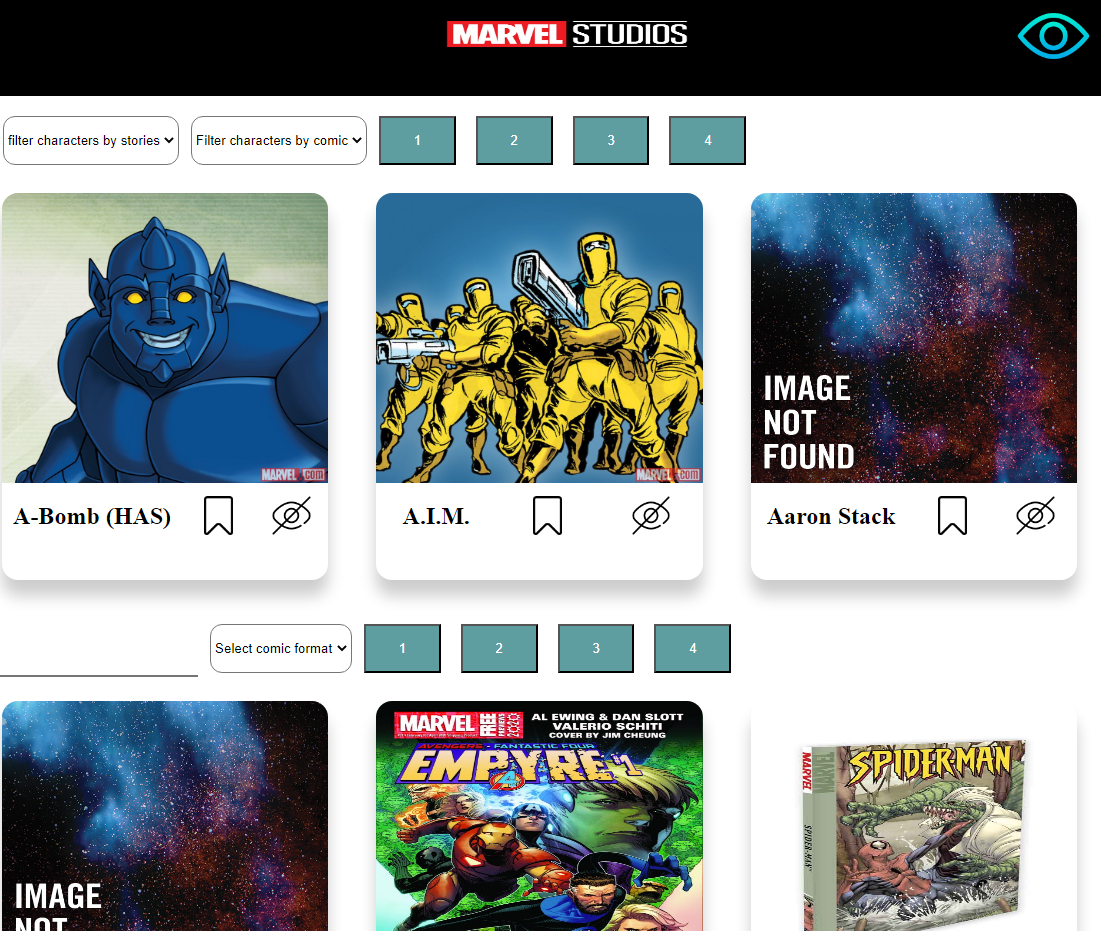 MARVEL STUDIOS
filter characters by stories
Filter characters by comic
1
2
3
4
MARVEL .com
MARVEL .com
IMAGE
NOT
FOUND
A-Bomb (HAS)
A.I.M.
Aaron Stack
Select comic format
1
2
3
4
IMAGE
NOT
MARVEL
FREE
PREVIEWS
2020
AL EWING & DAN SLOTT
VALERIO SCHITI
COVER BY JIM CHEUNG
AVENGERS - FANTASTIC FOUR
EMPYRE #1
MARVEL
SPIDER-MAN
SPIDER-MAN